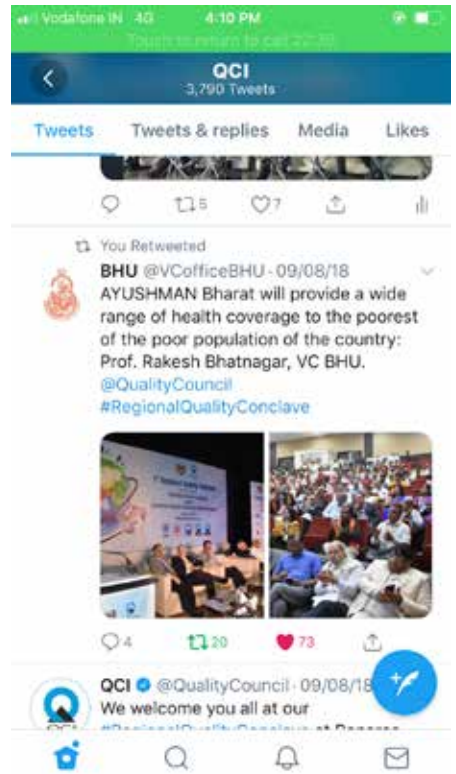 Vodafone IN 4G 4:10 PM
Touch to return to call 22:39
QCI
3,790 Tweets
Tweets Tweets & replies Media Likes
5 7
You Retweeted
BHU @VCofficeBHU · 09/08/18
AYUSHMAN Bharat will provide a wide
range of health coverage to the poorest
of the poor population of the country:
Prof. Rakesh Bhatnagar, VC BHU.
@QualityCouncil
#RegionalQualityConclave
4 20 73
QCI @QualityCouncil · 09/08/18
We welcome you all at our
#RegionalQualityConclave at Banaras